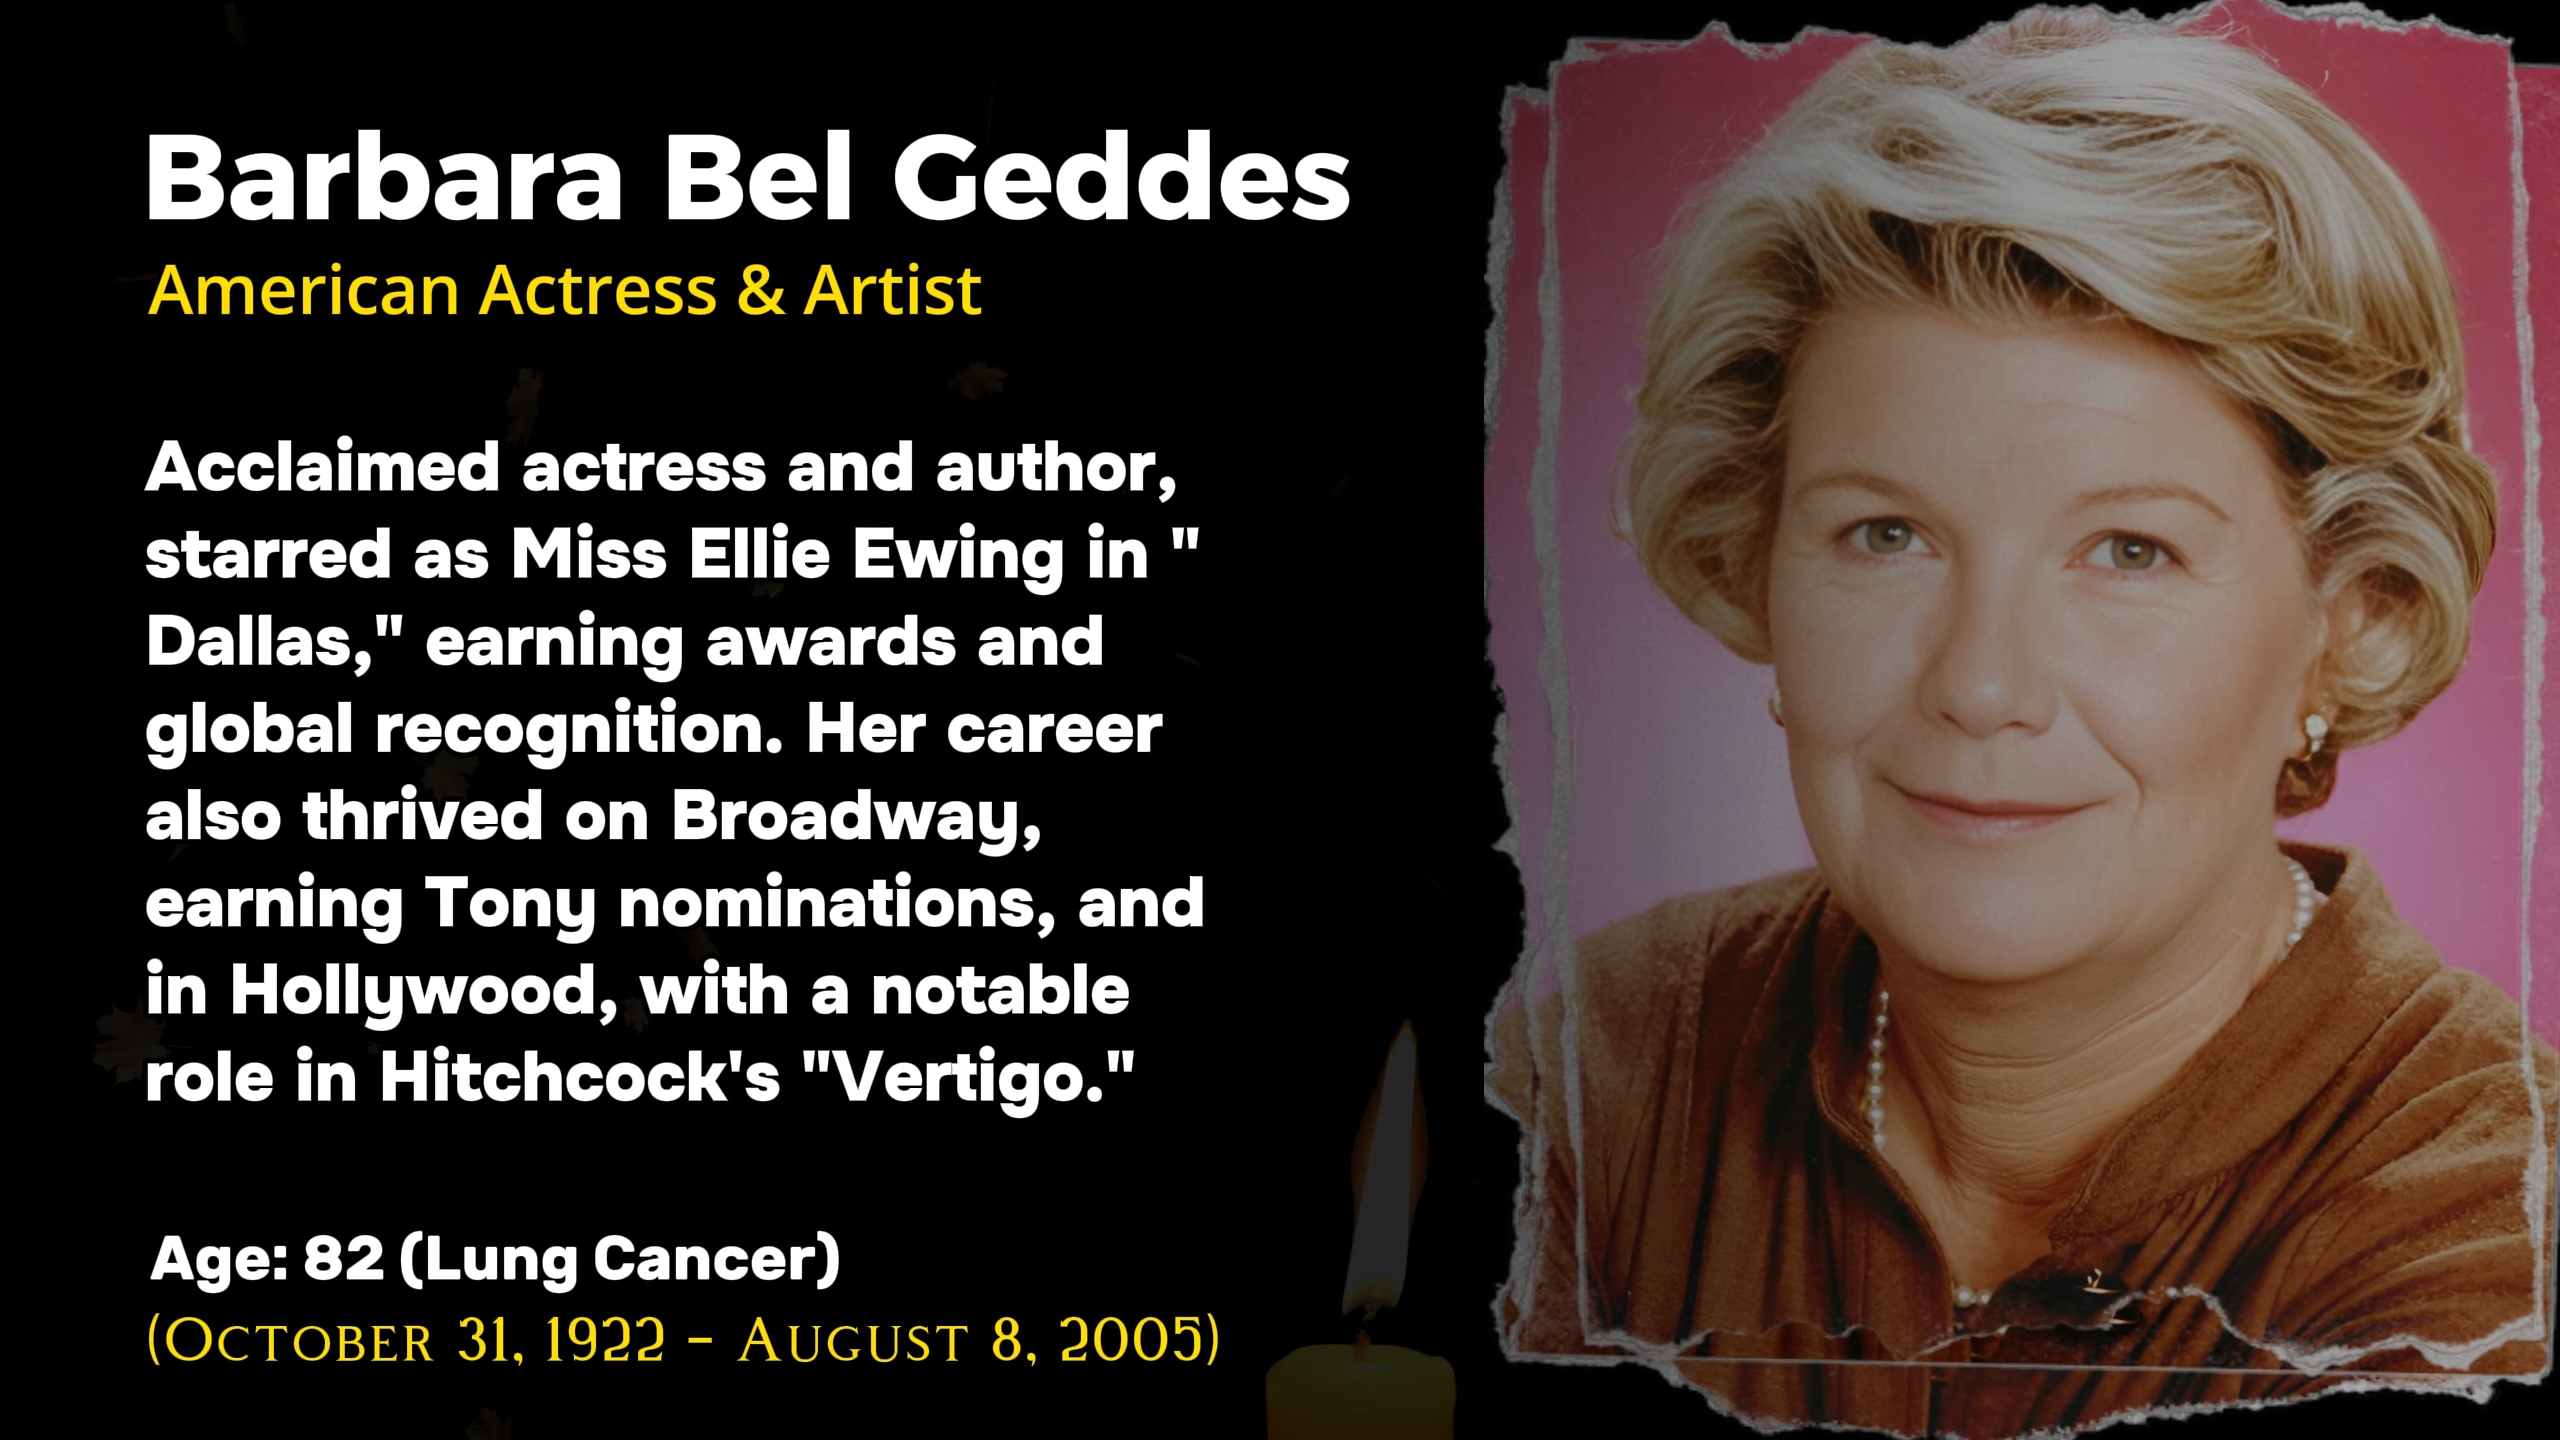 Barbara Bel Geddes
American Actress & Artist
Acclaimed actress and author,
starred as Miss Ellie Ewing in "
Dallas," earning awards and
global recognition. Her career
also thrived on Broadway,
earning Tony nominations, and
in Hollywood, with a notable
role in Hitchcock's "Vertigo."
Age: 82 (Lung Cancer)
(October 31, 1922 – August 8, 2005)